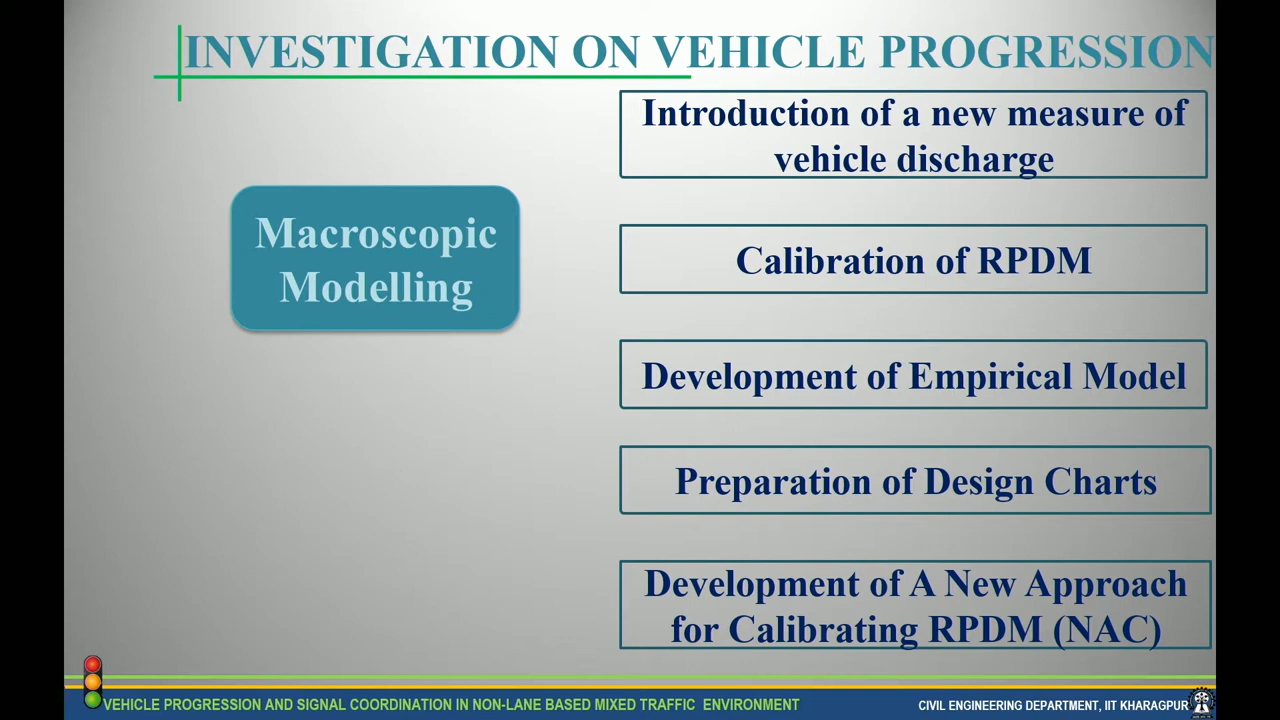 INVESTIGATION ON VEHICLE PROGRESSION
Introduction of a new measure of
vehicle discharge
Macroscopic
Modelling
Calibration of RPDM
Development of Empirical Model
Preparation of Design Charts
Development of A New Approach
for Calibrating RPDM (NAC)
VEHICLE PROGRESSION AND SIGNAL COORDINATION IN NON-LANE BASED MIXED TRAFFIC ENVIRONMENT
CIVIL ENGINEERING DEPARTMENT, IIT KHARAGPUR